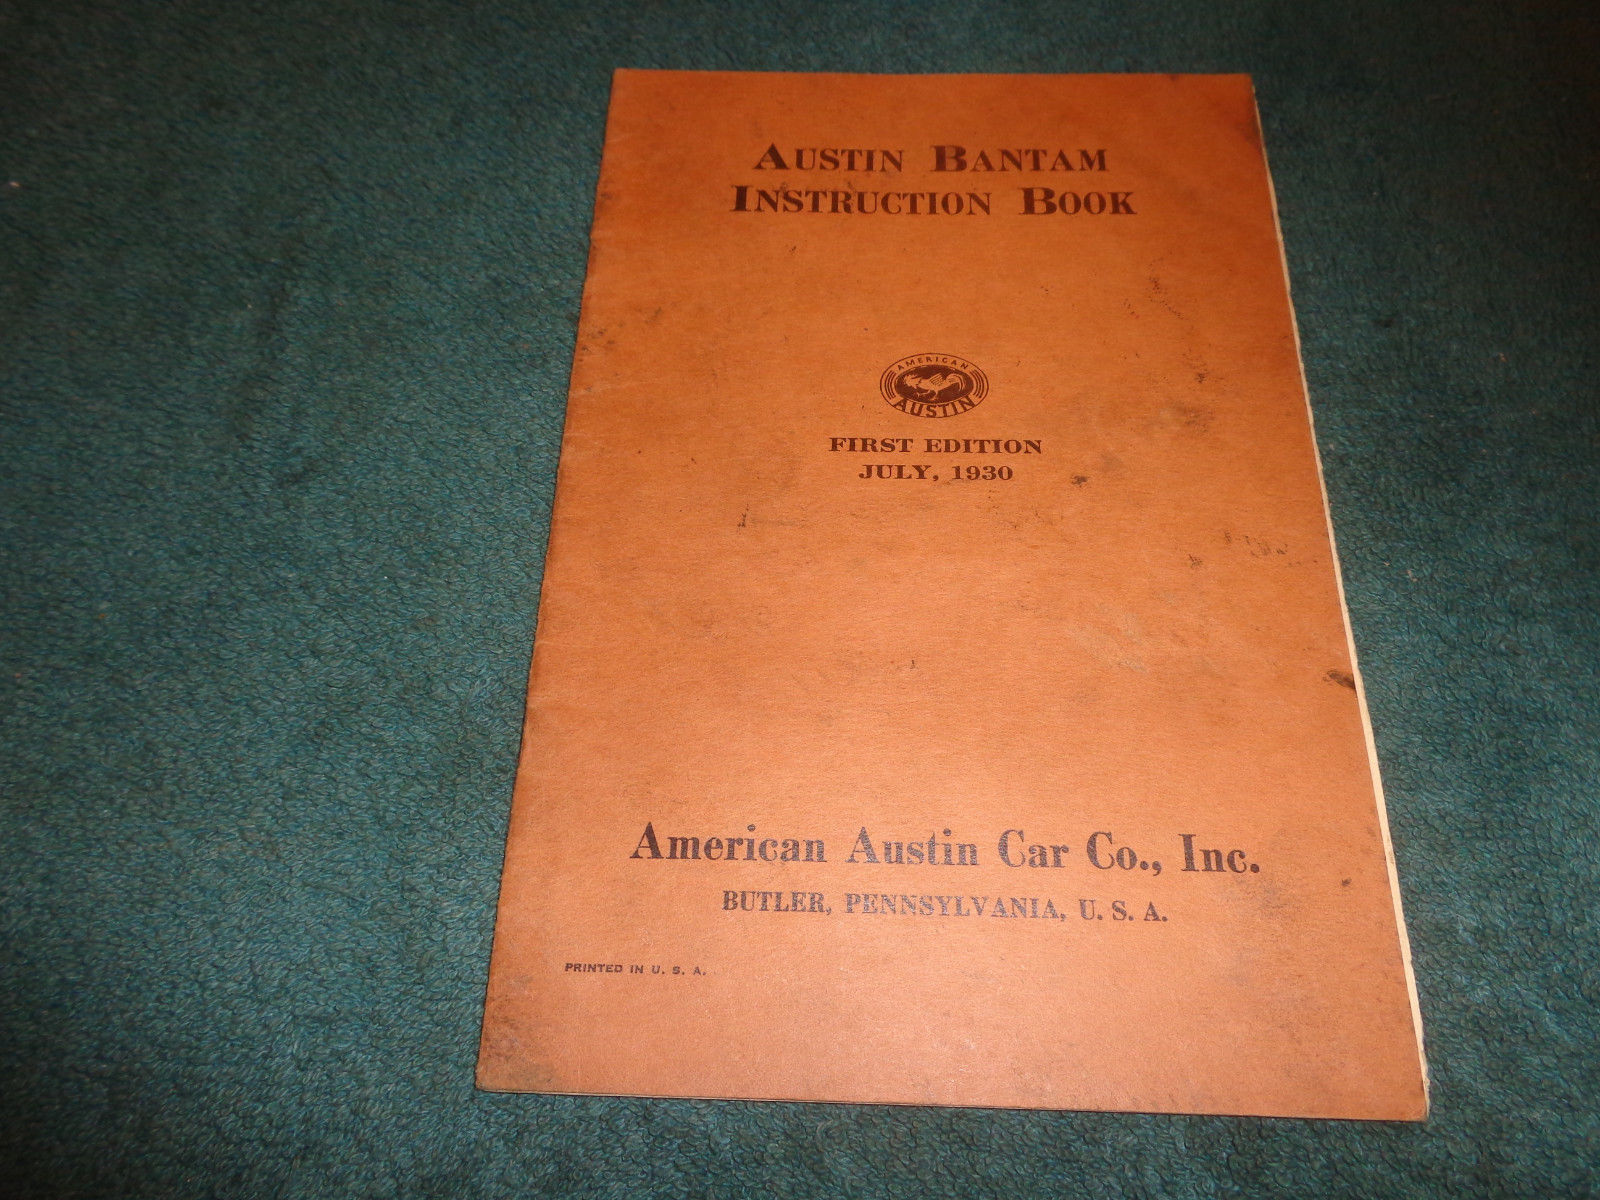 AUSTIN BANTAM
INSTRUCTION BOOK
AMERICAN
AUSTIN
FIRST EDITION
JULY, 1930
American Austin Car Co., Inc.
BUTLER, PENNSYLVANIA, U. S. A.
PRINTED IN U. S. A.